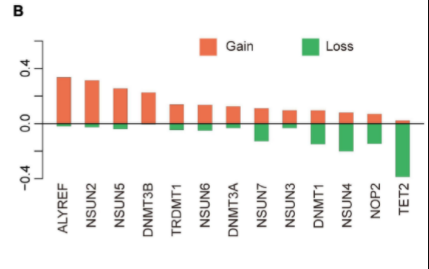 B
Gain
Loss
0.4
0.0
−0.4
ALYREF
NSUN2
NSUN5
DNMT3B
TRDMT1
NSUN6
DNMT3A
NSUN7
NSUN3
DNMT1
NSUN4
NOP2
TET2